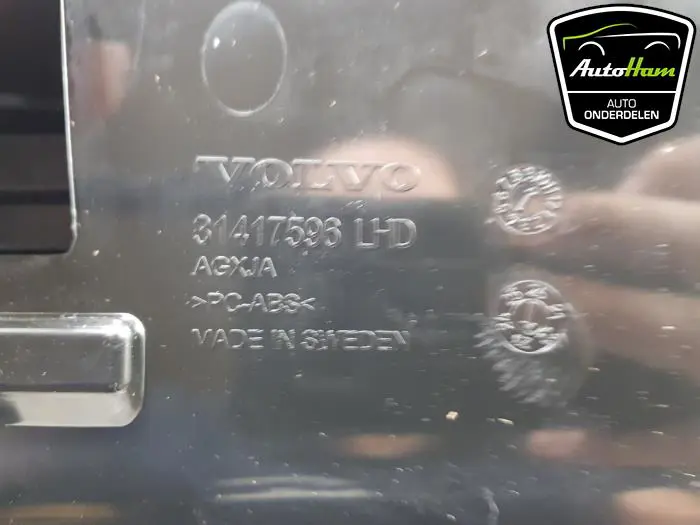 AutoHam
AUTO
ONDERDELEN
VOLVO
31417593 LHD
AGXJA
>PC-ABS<
MADE IN SWEDEN